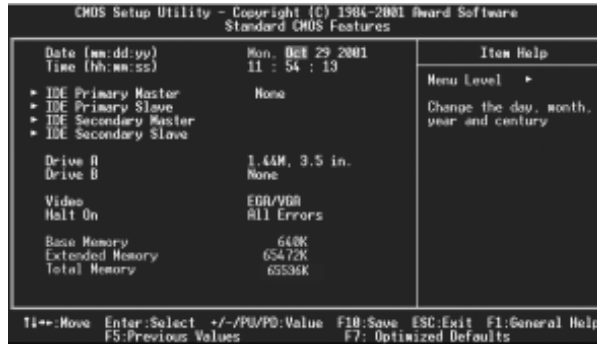 CMOS Setup Utility - Copyright (C) 1984-2001 Award Software
Standard CMOS Features
Date (mm:dd:yy) Mon, Oct 29 2001
Time (hh:mm:ss) 11 : 54 : 13
► IDE Primary Master None
► IDE Primary Slave
► IDE Secondary Master
► IDE Secondary Slave
Drive A 1.44M, 3.5 in.
Drive B None
Video EGA/VGA
Halt On All Errors
Base Memory 640K
Extended Memory 65472K
Total Memory 65536K
Item Help
Menu Level ►
Change the day, month,
year and century
↑↓→←:Move Enter:Select +/-/PU/PD:Value F10:Save ESC:Exit F1:General Help
F5:Previous Values F7: Optimized Defaults